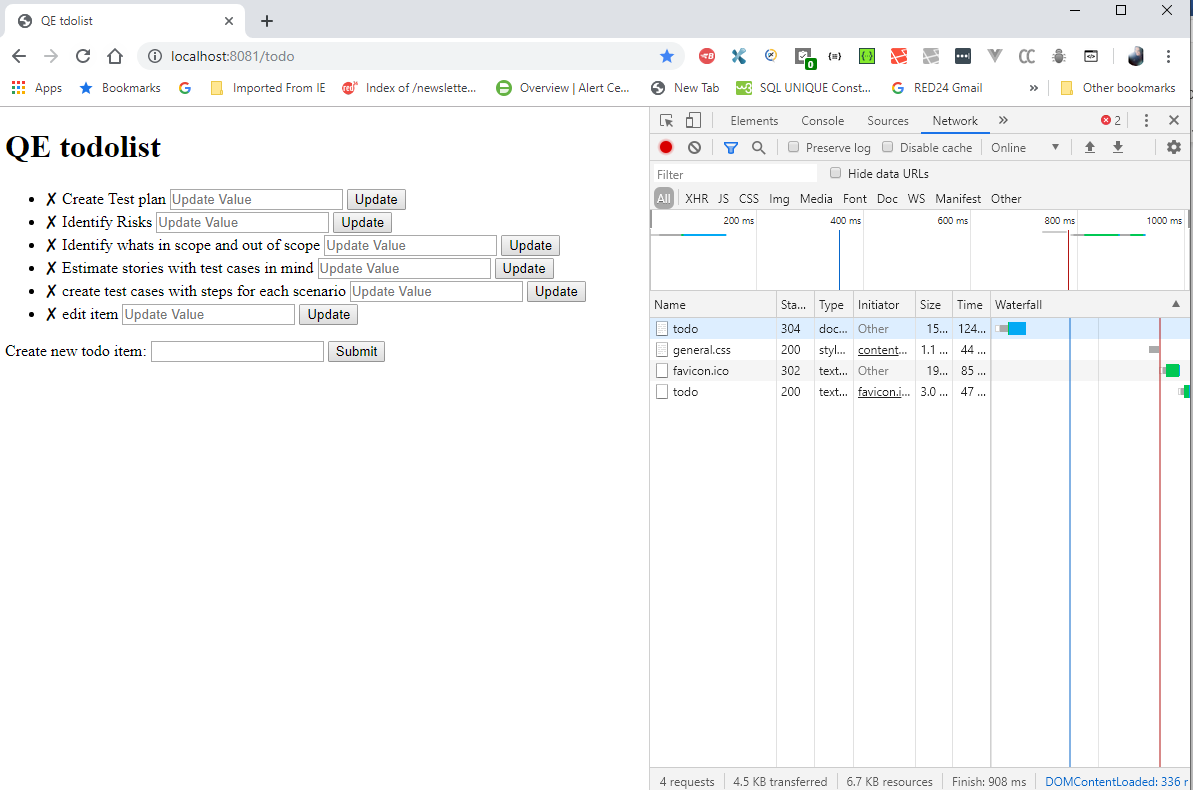 QE tdolist
localhost:8081/todo
0
Apps Bookmarks Imported From IE Index of /newslette... Overview | Alert Ce... New Tab SQL UNIQUE Const... RED24 Gmail » Other bookmarks
QE todolist
✗ Create Test plan Update Value Update
✗ Identify Risks Update Value Update
✗ Identify whats in scope and out of scope Update Value Update
✗ Estimate stories with test cases in mind Update Value Update
✗ create test cases with steps for each scenario Update Value Update
✗ edit item Update Value Update
Create new todo item: Submit
Elements Console Sources Network » 2
Preserve log Disable cache Online
Filter Hide data URLs
All XHR JS CSS Img Media Font Doc WS Manifest Other
200 ms 400 ms 600 ms 800 ms 1000 ms
Name Sta... Type Initiator Size Time Waterfall
todo 304 doc... Other 15... 124...
general.css 200 styl... content... 1.1 ... 44 ...
favicon.ico 302 text... Other 19... 85 ...
todo 200 text... favicon.i... 3.0 ... 47 ...
4 requests 4.5 KB transferred 6.7 KB resources Finish: 908 ms DOMContentLoaded: 336